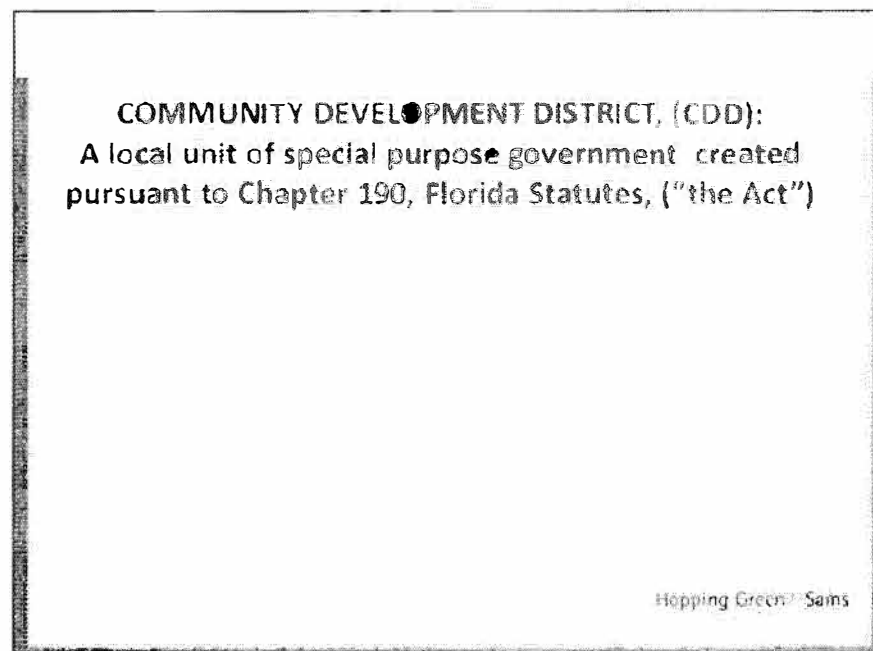 COMMUNITY DEVELOPMENT DISTRICT, (CDD):
A local unit of special purpose government created
pursuant to Chapter 190, Florida Statutes, ("the Act")
Hopping Green Sams